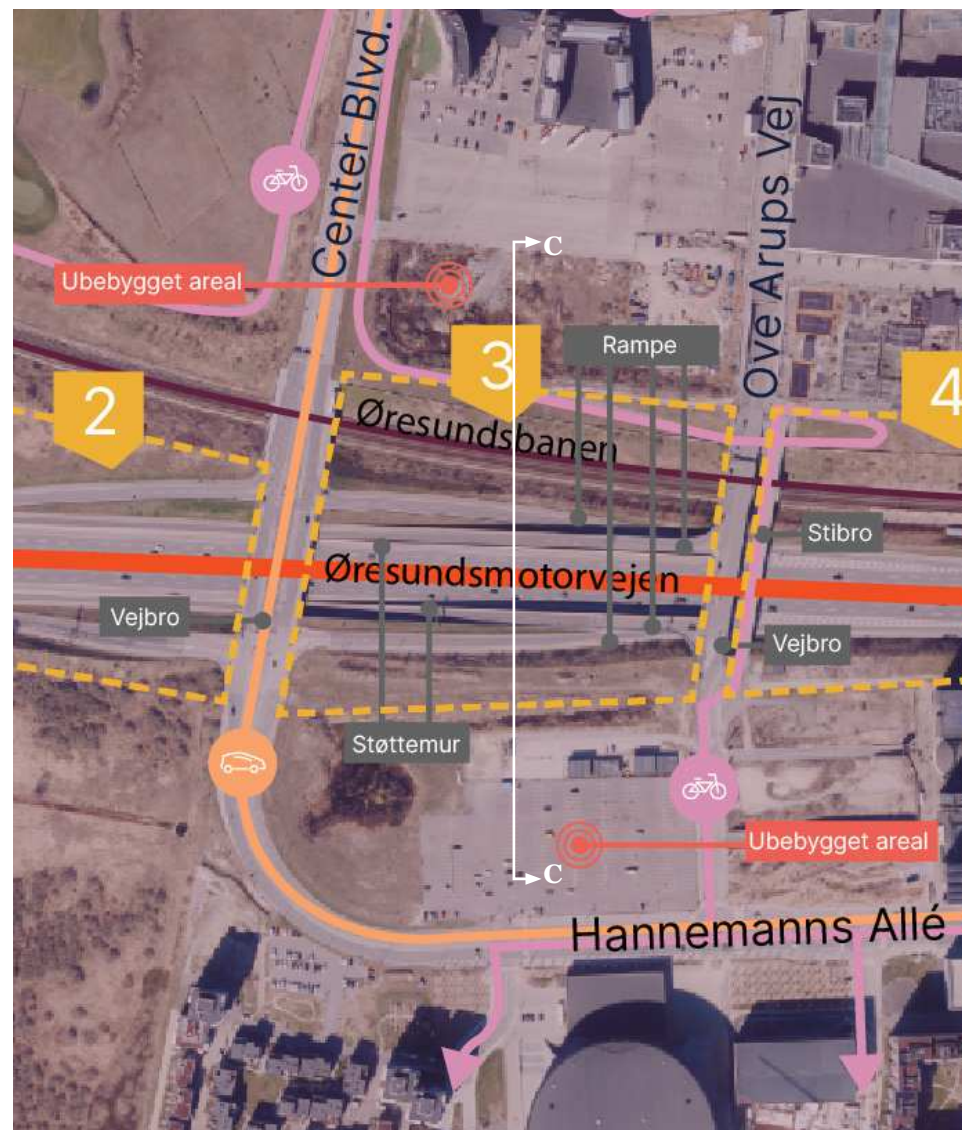 Center Blvd.
Ove Arups Vej
C
Ubebygget areal
Rampe
3
2
4
Øresundsbanen
Stibro
Øresundsmotorvejen
Vejbro
Vejbro
Støttemur
Ubebygget areal
C
Hannemanns Allé